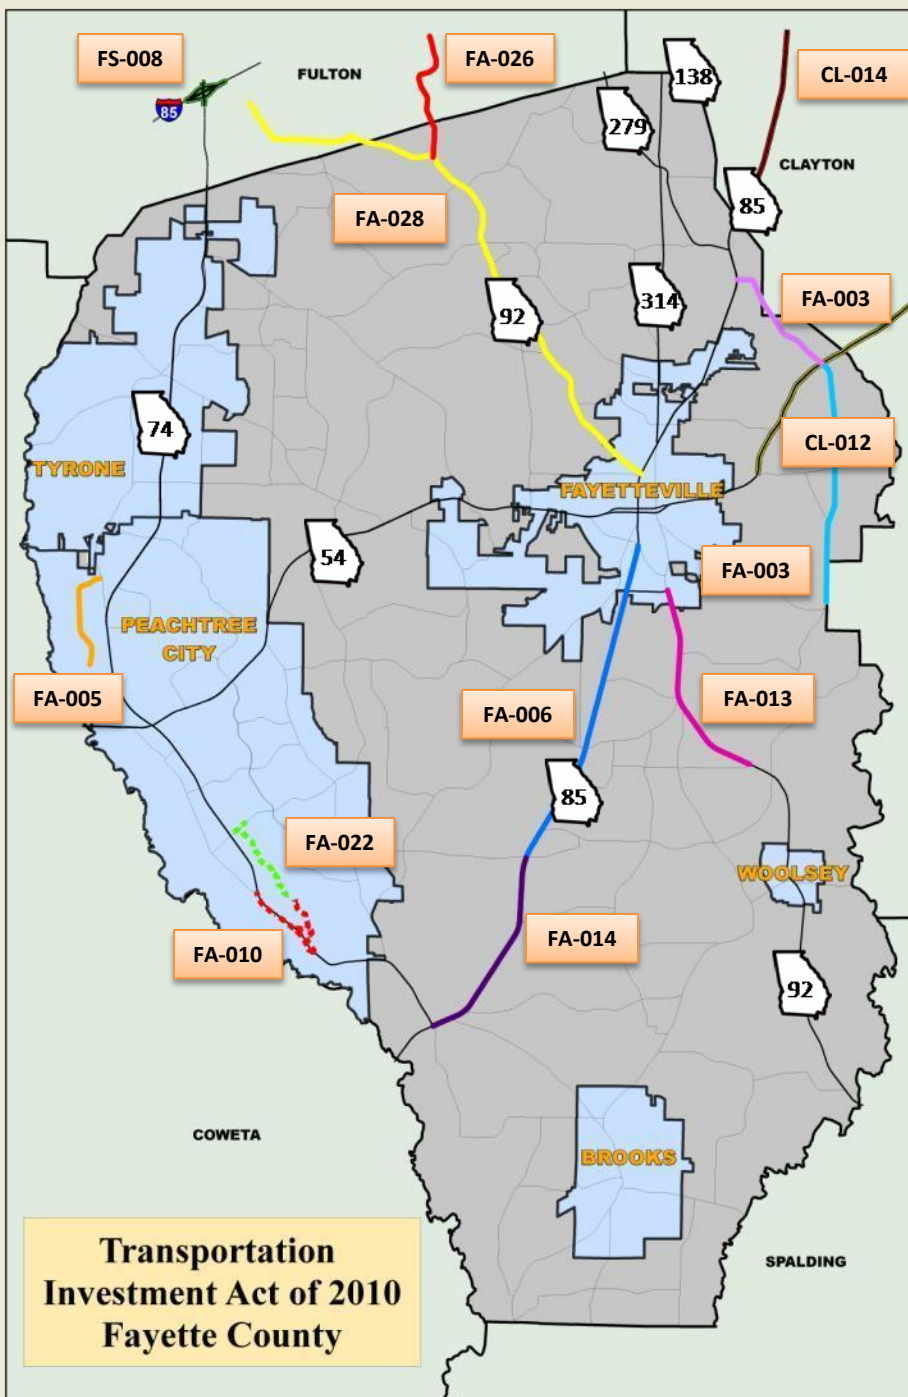 FS-008
FULTON
FA-026
138
CL-014
85
279
CLAYTON
85
FA-028
FA-003
314
92
74
CL-012
TYRONE
FAYETTEVILLE
54
FA-003
PEACHTREE
CITY
FA-005
FA-006
FA-013
85
FA-022
WOOLSEY
FA-014
FA-010
92
COWETA
BROOKS
Transportation
Investment Act of 2010
Fayette County
SPALDING